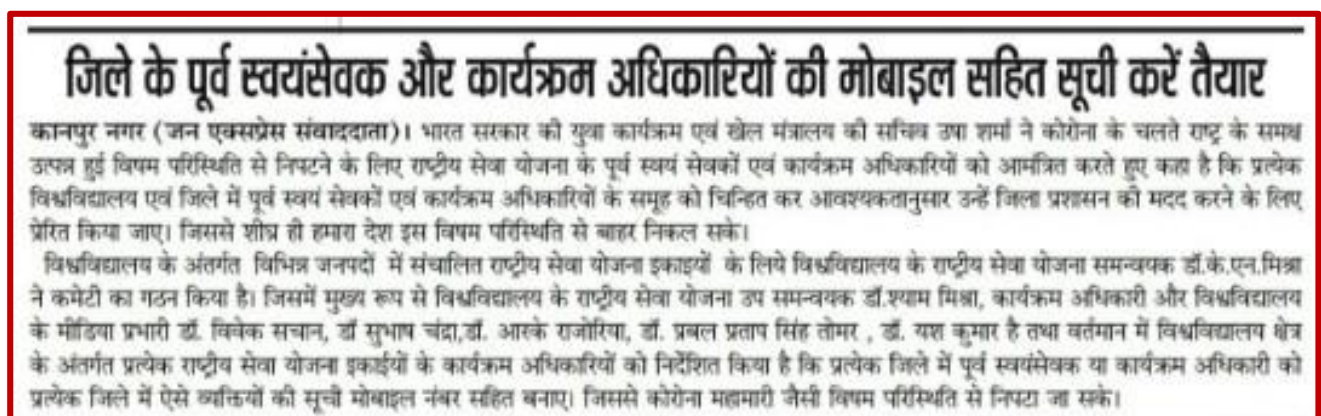 जिले के पूर्व स्वयंसेवक और कार्यक्रम अधिकारियों की मोबाइल सहित सूची करें तैयार
कानपुर नगर (जन एक्सप्रेस संवाददाता)। भारत सरकार की युवा कार्यक्रम एवं खेल मंत्रालय की सचिव उषा शर्मा ने कोरोना के चलते राष्ट्र के समक्ष
उत्पन्न हुई विषम परिस्थिति से निपटने के लिए राष्ट्रीय सेवा योजना के पूर्व स्वयं सेवकों एवं कार्यक्रम अधिकारियों को आमंत्रित करते हुए कहा है कि प्रत्येक
विश्वविद्यालय एवं जिले में पूर्व स्वयं सेवकों एवं कार्यक्रम अधिकारियों के समूह को चिन्हित कर आवश्यकतानुसार उन्हें जिला प्रशासन की मदद करने के लिए
प्रेरित किया जाए। जिससे शीघ्र ही हमारा देश इस विषम परिस्थिति से बाहर निकल सके।
विश्वविद्यालय के अंतर्गत विभिन्न जनपदों में संचालित राष्ट्रीय सेवा योजना इकाइयों के लिये विश्वविद्यालय के राष्ट्रीय सेवा योजना समन्वयक डॉ.के.एन.मिश्रा
ने कमेटी का गठन किया है। जिसमें मुख्य रूप से विश्वविद्यालय के राष्ट्रीय सेवा योजना उप समन्वयक डॉ.श्याम मिश्रा, कार्यक्रम अधिकारी और विश्वविद्यालय
के मीडिया प्रभारी डॉ. विवेक सचान, डॉ सुभाष चंद्रा,डॉ. आरके राजोरिया, डॉ. प्रबल प्रताप सिंह तोमर , डॉ. यश कुमार है तथा वर्तमान में विश्वविद्यालय क्षेत्र
के अंतर्गत प्रत्येक राष्ट्रीय सेवा योजना इकाईयों के कार्यक्रम अधिकारियों को निर्देशित किया है कि प्रत्येक जिले में पूर्व स्वयंसेवक या कार्यक्रम अधिकारी को
प्रत्येक जिले में ऐसे व्यक्तियों की सूची मोबाइल नंबर सहित बनाए। जिससे कोरोना महामारी जैसी विषम परिस्थिति से निपटा जा सके।